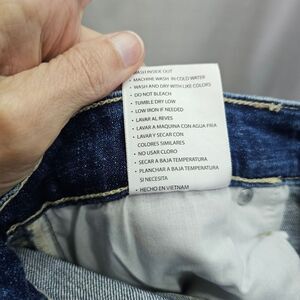 WASH INSIDE OUT
MACHINE WASH IN COLD WATER
• WASH AND DRY WITH LIKE COLORS
• DO NOT BLEACH
• TUMBLE DRY LOW
• LOW IRON IF NEEDED
• LAVAR AL REVES
• LAVAR A MAQUINA CON AGUA FRIA
• LAVAR Y SECAR CON
COLORES SIMILARES
• NO USAR CLORO
• SECAR A BAJA TEMPERATURA
• PLANCHAR A BAJA TEMPERATURA
SI NECESITA
• HECHO EN VIETNAM